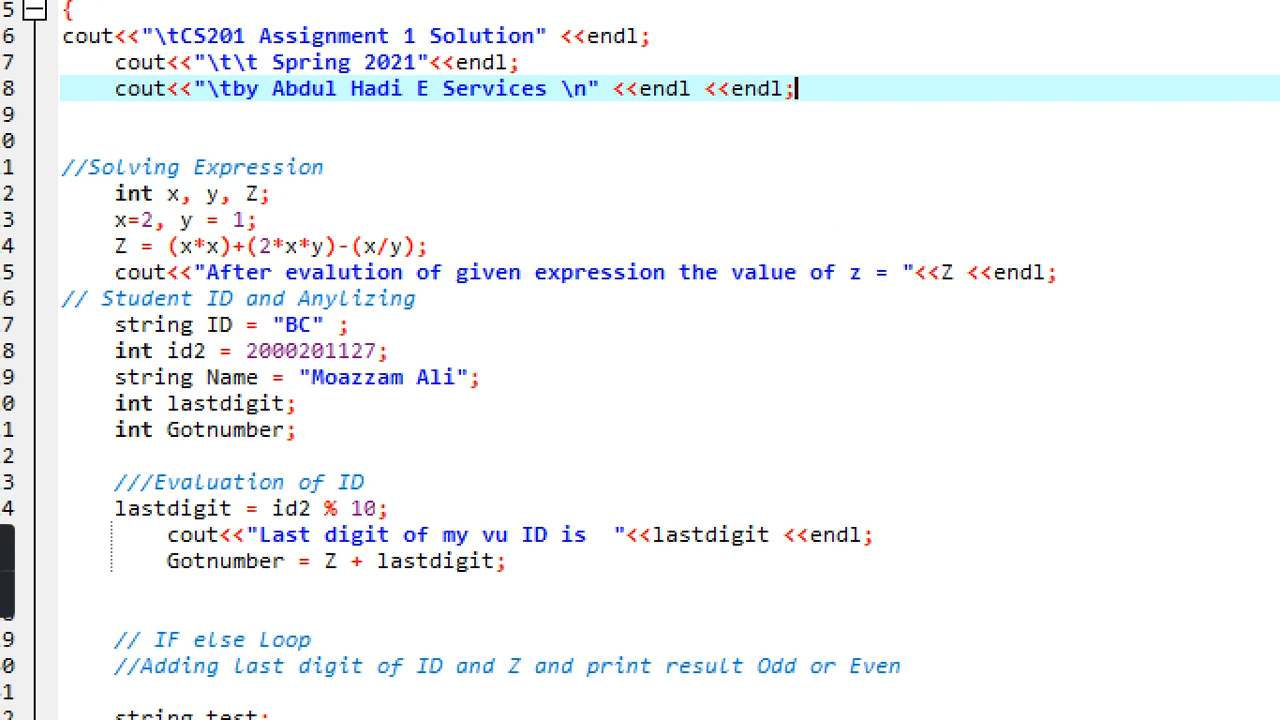 5 {
6 cout<<"\tCS201 Assignment 1 Solution" <<endl;
7 cout<<"\t\t Spring 2021"<<endl;
8 cout<<"\tby Abdul Hadi E Services \n" <<endl <<endl;
9
0
1 //Solving Expression
2 int x, y, Z;
3 x=2, y = 1;
4 Z = (x*x)+(2*x*y)-(x/y);
5 cout<<"After evalution of given expression the value of z = "<<Z <<endl;
6 // Student ID and Anylizing
7 string ID = "BC" ;
8 int id2 = 2000201127;
9 string Name = "Moazzam Ali";
0 int lastdigit;
1 int Gotnumber;
2
3 ///Evaluation of ID
4 lastdigit = id2 % 10;
cout<<"Last digit of my vu ID is  "<<lastdigit <<endl;
Gotnumber = Z + lastdigit;
9 // IF else Loop
0 //Adding last digit of ID and Z and print result Odd or Even
1
2 string test;